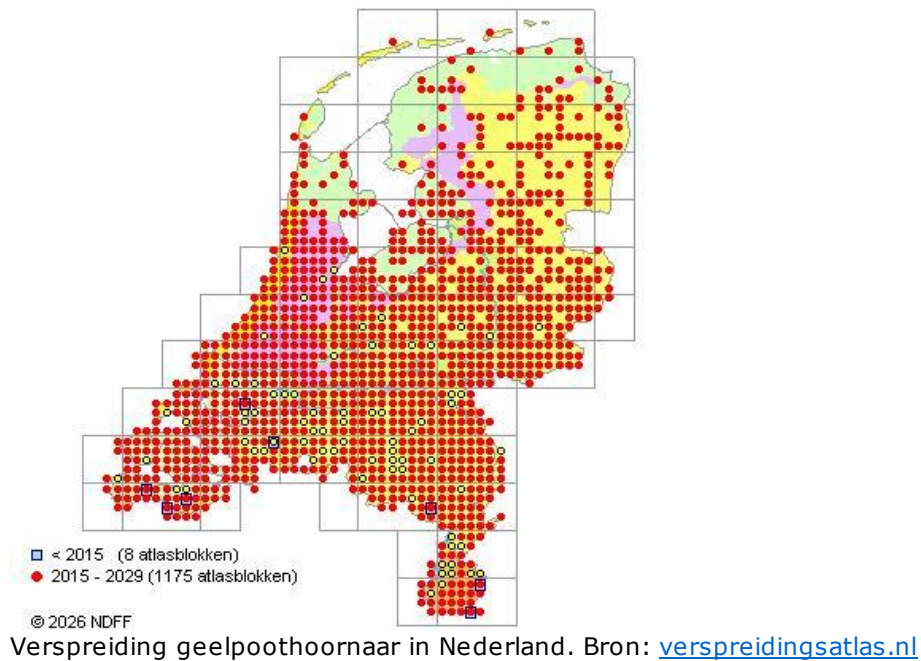 < 2015 (8 atlasblokken)
2015 - 2029 (1175 atlasblokken)
© 2026 NDFF
Verspreiding geelpoothoornaar in Nederland. Bron: verspreidingsatlas.nl